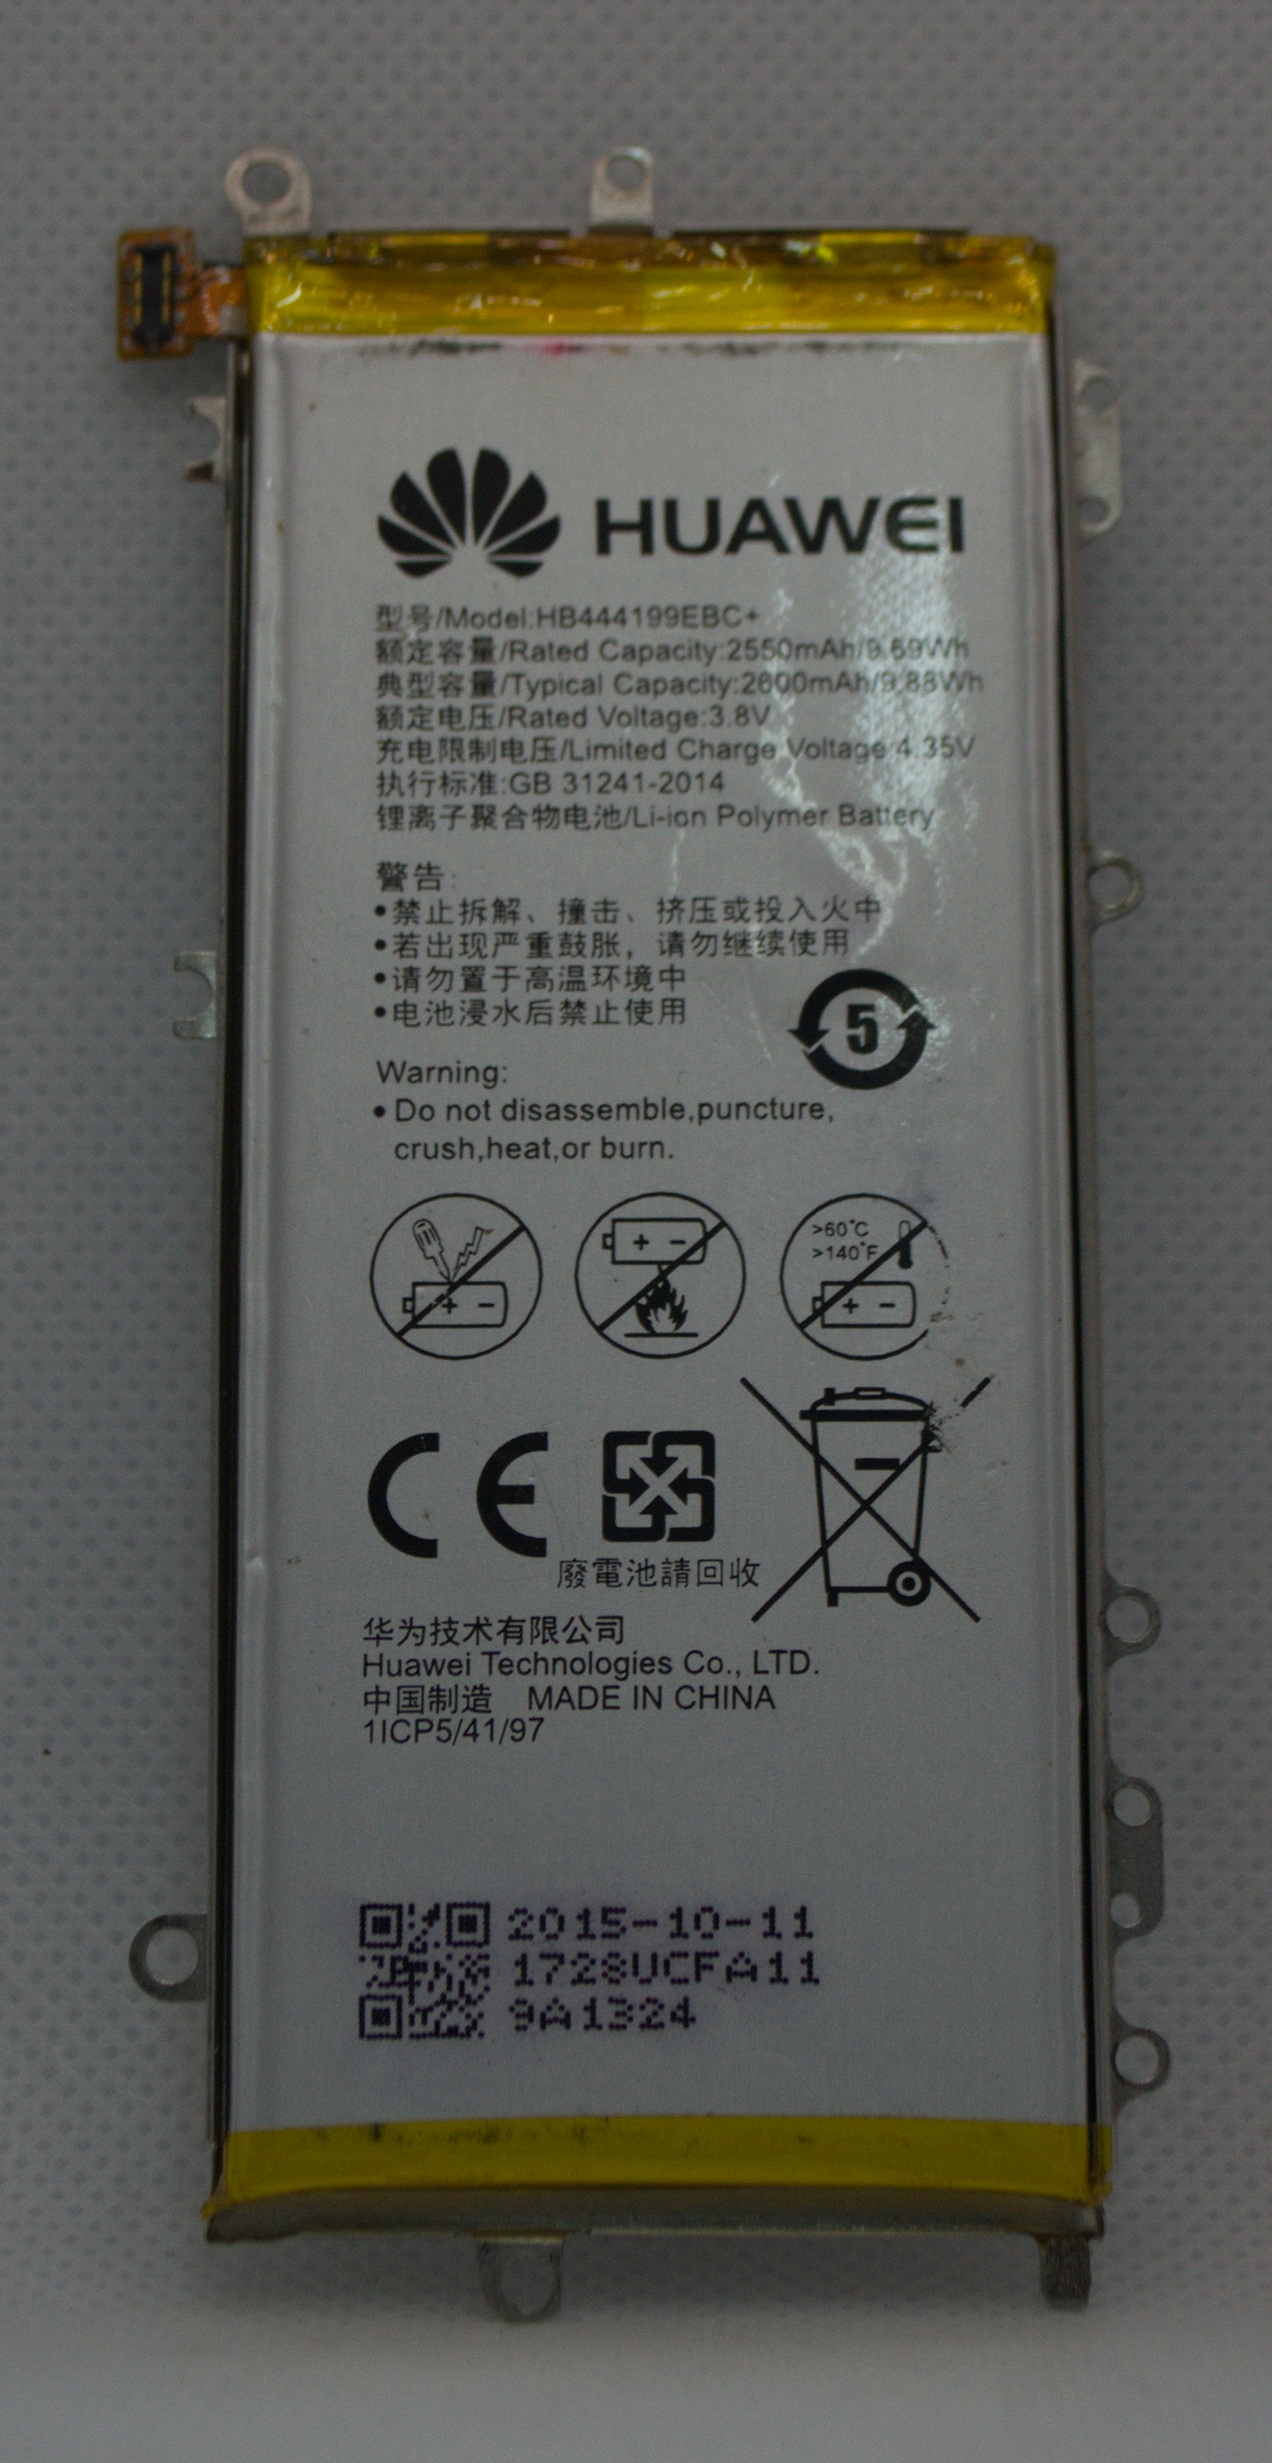 HUAWEI
型号/Model:HB444199EBC+
额定容量/Rated Capacity:2550mAh/9.69Wh
典型容量/Typical Capacity:2600mAh/9.88Wh
额定电压/Rated Voltage:3.8V
充电限制电压/Limited Charge Voltage 4.35V
执行标准:GB 31241-2014
锂离子聚合物电池/Li-ion Polymer Battery
警告:
•禁止拆解、撞击、挤压或投入火中
•若出现严重鼓胀，请勿继续使用
•请勿置于高温环境中
•电池浸水后禁止使用
5
Warning:
•Do not disassemble,puncture,
crush,heat,or burn.
+ -
+ -
>60°C
>140°F
+ -
CE
廢電池請回收
华为技术有限公司
Huawei Technologies Co., LTD.
中国制造 MADE IN CHINA
1ICP5/41/97
2015-10-11
1728UCFA11
9A1324